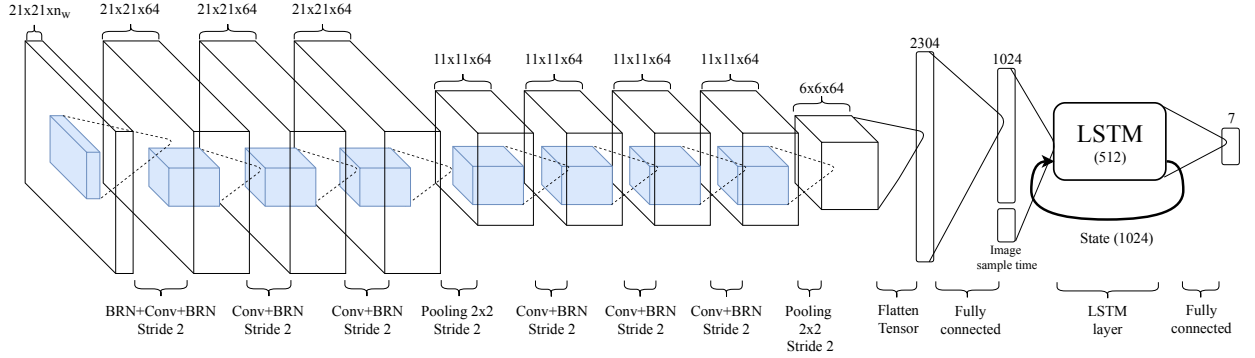 21x21xnw
21x21x64
21x21x64
21x21x64
11x11x64
11x11x64
11x11x64
11x11x64
6x6x64
2304
1024
7
LSTM
(512)
State (1024)
Image
sample time
BRN+Conv+BRN
Stride 2
Conv+BRN
Stride 2
Conv+BRN
Stride 2
Pooling 2x2
Stride 2
Conv+BRN
Stride 2
Conv+BRN
Stride 2
Conv+BRN
Stride 2
Pooling
2x2
Stride 2
Flatten
Tensor
Fully
connected
LSTM
layer
Fully
connected